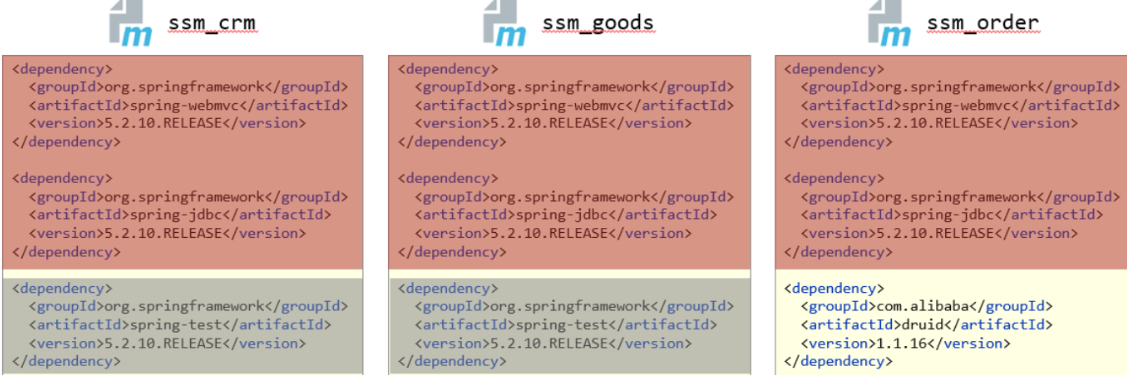 ssm_crm
<dependency>
<groupId>org.springframework</groupId>
<artifactId>spring-webmvc</artifactId>
<version>5.2.10.RELEASE</version>
</dependency>
<dependency>
<groupId>org.springframework</groupId>
<artifactId>spring-jdbc</artifactId>
<version>5.2.10.RELEASE</version>
</dependency>
<dependency>
<groupId>org.springframework</groupId>
<artifactId>spring-test</artifactId>
<version>5.2.10.RELEASE</version>
</dependency>
ssm_goods
<dependency>
<groupId>org.springframework</groupId>
<artifactId>spring-webmvc</artifactId>
<version>5.2.10.RELEASE</version>
</dependency>
<dependency>
<groupId>org.springframework</groupId>
<artifactId>spring-jdbc</artifactId>
<version>5.2.10.RELEASE</version>
</dependency>
<dependency>
<groupId>org.springframework</groupId>
<artifactId>spring-test</artifactId>
<version>5.2.10.RELEASE</version>
</dependency>
ssm_order
<dependency>
<groupId>org.springframework</groupId>
<artifactId>spring-webmvc</artifactId>
<version>5.2.10.RELEASE</version>
</dependency>
<dependency>
<groupId>org.springframework</groupId>
<artifactId>spring-jdbc</artifactId>
<version>5.2.10.RELEASE</version>
</dependency>
<dependency>
<groupId>com.alibaba</groupId>
<artifactId>druid</artifactId>
<version>1.1.16</version>
</dependency>